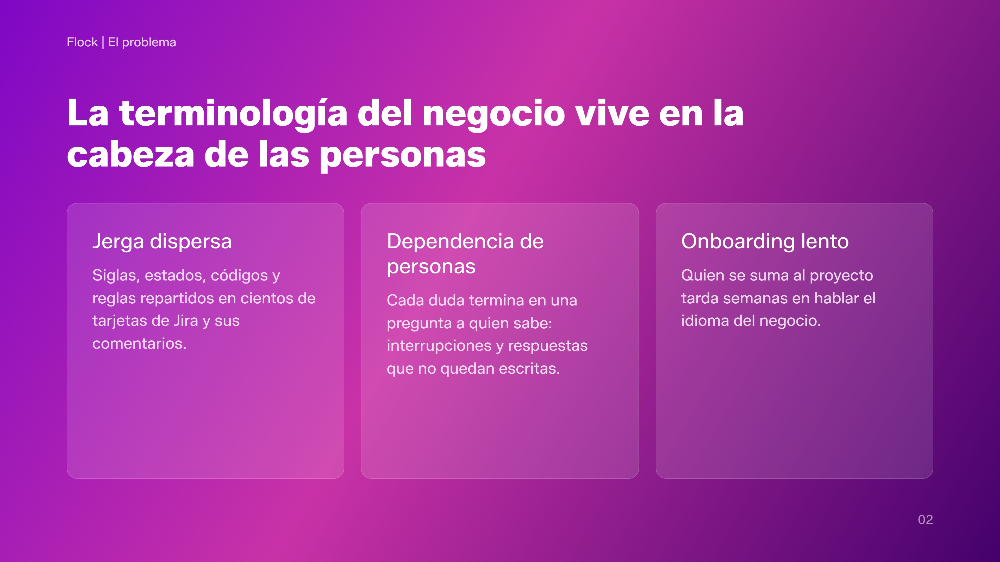 Flock | El problema
La terminología del negocio vive en la
cabeza de las personas
Jerga dispersa
Siglas, estados, códigos y
reglas repartidos en cientos de
tarjetas de Jira y sus
comentarios.
Dependencia de
personas
Cada duda termina en una
pregunta a quien sabe:
interrupciones y respuestas
que no quedan escritas.
Onboarding lento
Quien se suma al proyecto
tarda semanas en hablar el
idioma del negocio.
02